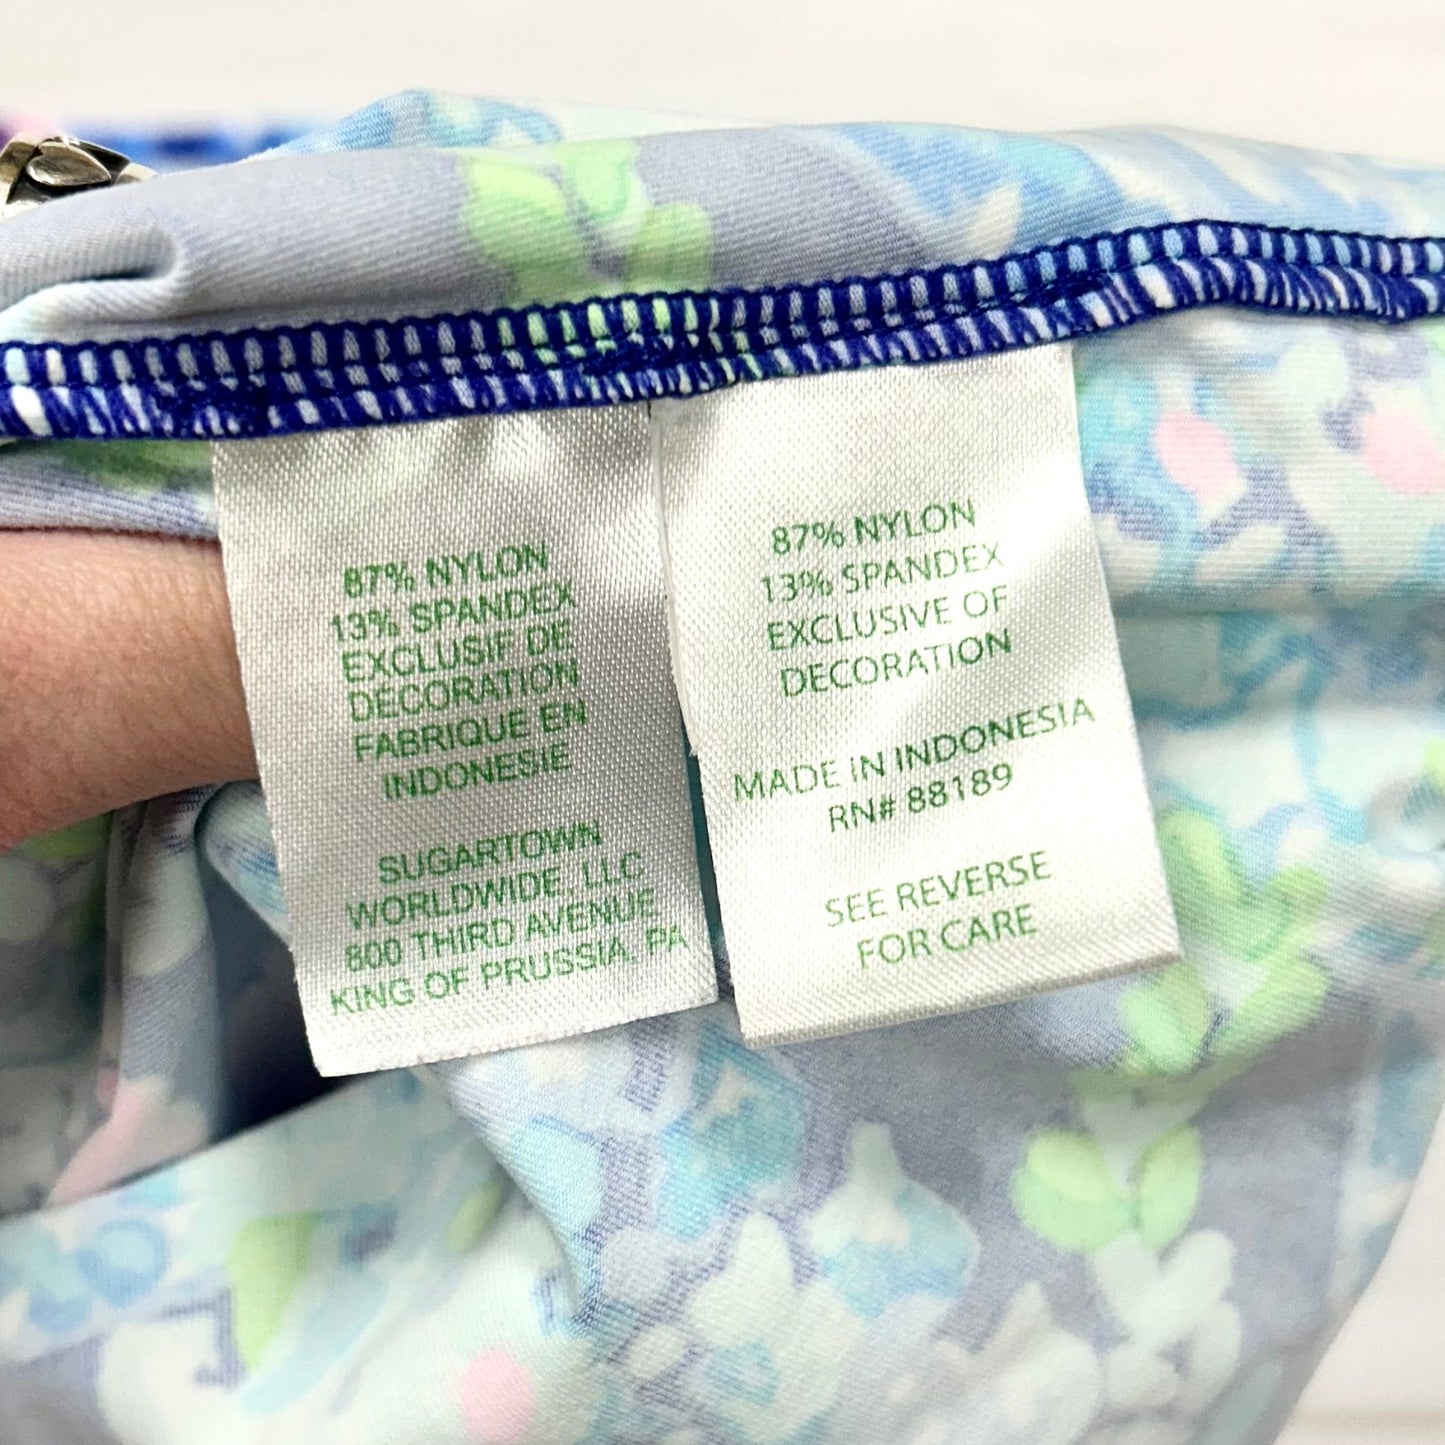 87% NYLON
13% SPANDEX
EXCLUSIF DE
DÉCORATION
FABRIQUE EN
INDONESIE
SUGARTOWN
WORLDWIDE, LLC
800 THIRD AVENUE
KING OF PRUSSIA, PA
87% NYLON
13% SPANDEX
EXCLUSIVE OF
DECORATION
MADE IN INDONESIA
RN# 88189
SEE REVERSE
FOR CARE